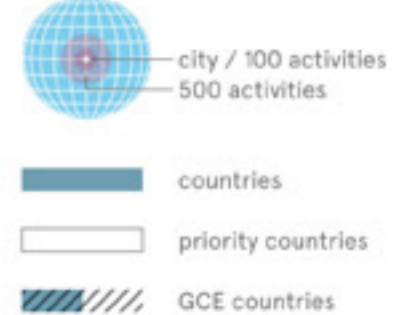 city / 100 activities
500 activities
countries
priority countries
GCE countries